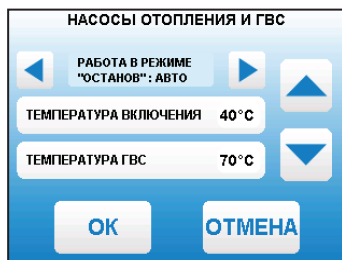 НАСОСЫ ОТОПЛЕНИЯ И ГВС
РАБОТА В РЕЖИМЕ
"ОСТАНОВ": АВТО
ТЕМПЕРАТУРА ВКЛЮЧЕНИЯ 40°C
ТЕМПЕРАТУРА ГВС 70°C
ОК ОТМЕНА